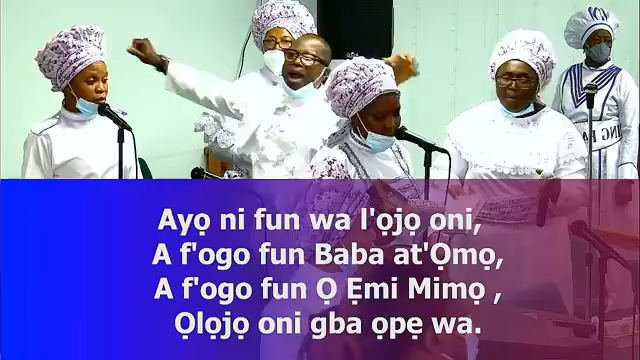 Ayọ ni fun wa l'ọjọ oni,
A f'ogo fun Baba at'Ọmọ,
A f'ogo fun Ọ Ẹmi Mimọ ,
Ọlọjọ oni gba ọpẹ wa.